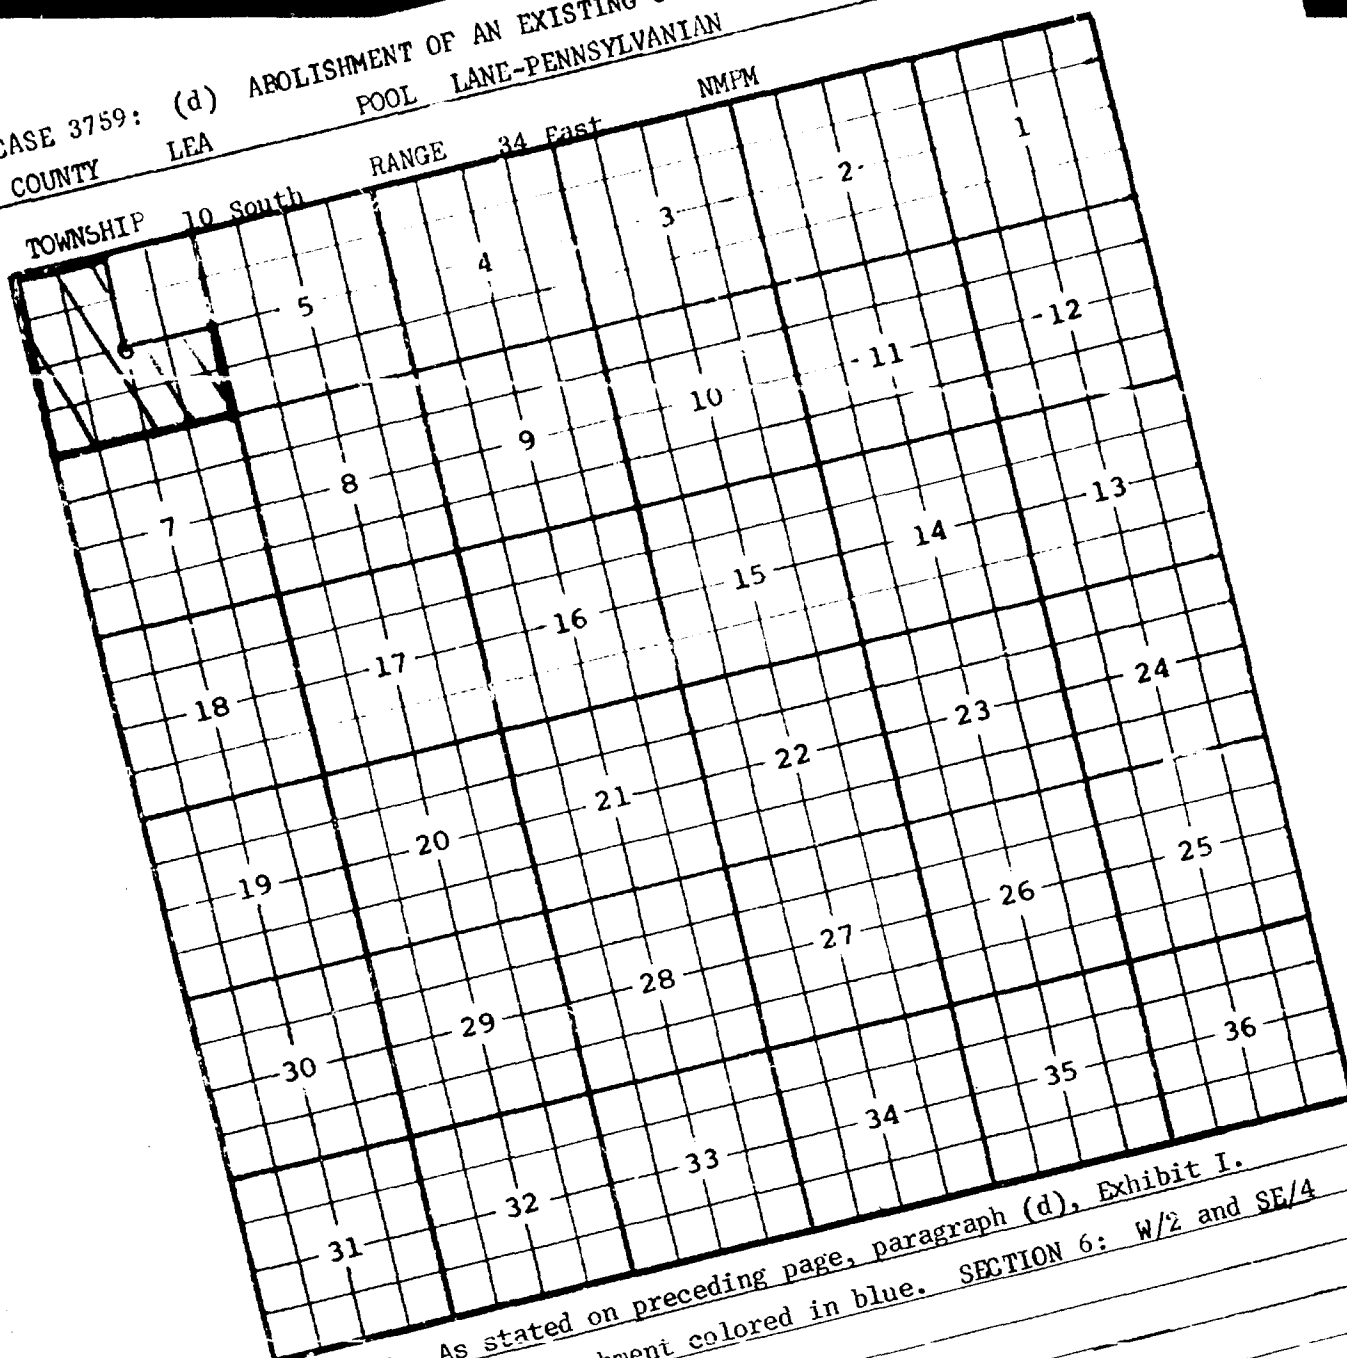 CASE 3759: (d) ABOLISHMENT OF AN EXISTING
COUNTY LEA POOL LANE-PENNSYLVANIAN
TOWNSHIP 10 South RANGE 34 East NMPM
6 5 4 3 2 1
7 8 9 10 11 12
18 17 16 15 14 13
19 20 21 22 23 24
30 29 28 27 26 25
31 32 33 34 35 36
As stated on preceding page, paragraph (d), Exhibit I.
colored in blue. SECTION 6: W/2 and SE/4